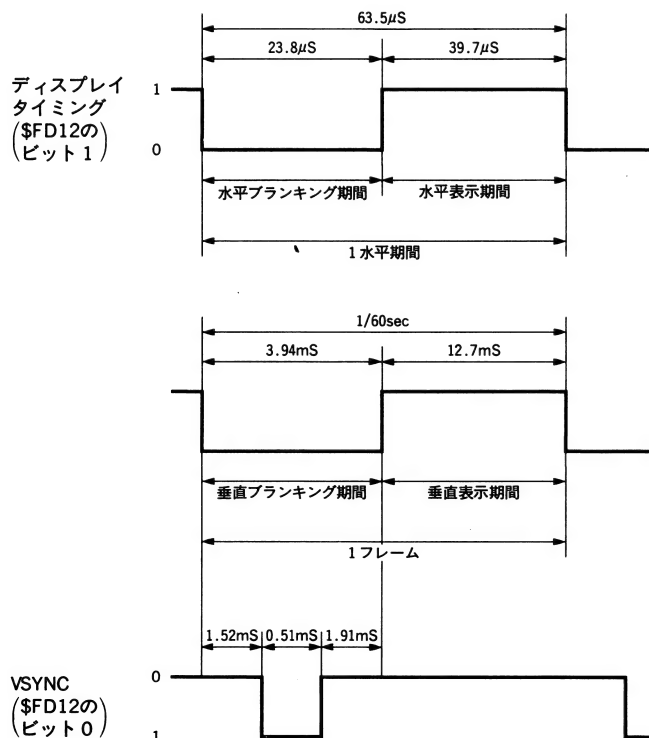 63.5μS
23.8μS
39.7μS
ディスプレイ
タイミング
($FD12の
ビット1)
1
0
水平ブランキング期間
水平表示期間
1水平期間
1/60sec
3.94mS
12.7mS
垂直ブランキング期間
垂直表示期間
1フレーム
1.52mS
0.51mS
1.91mS
VSYNC
($FD12の
ビット0)
0
1